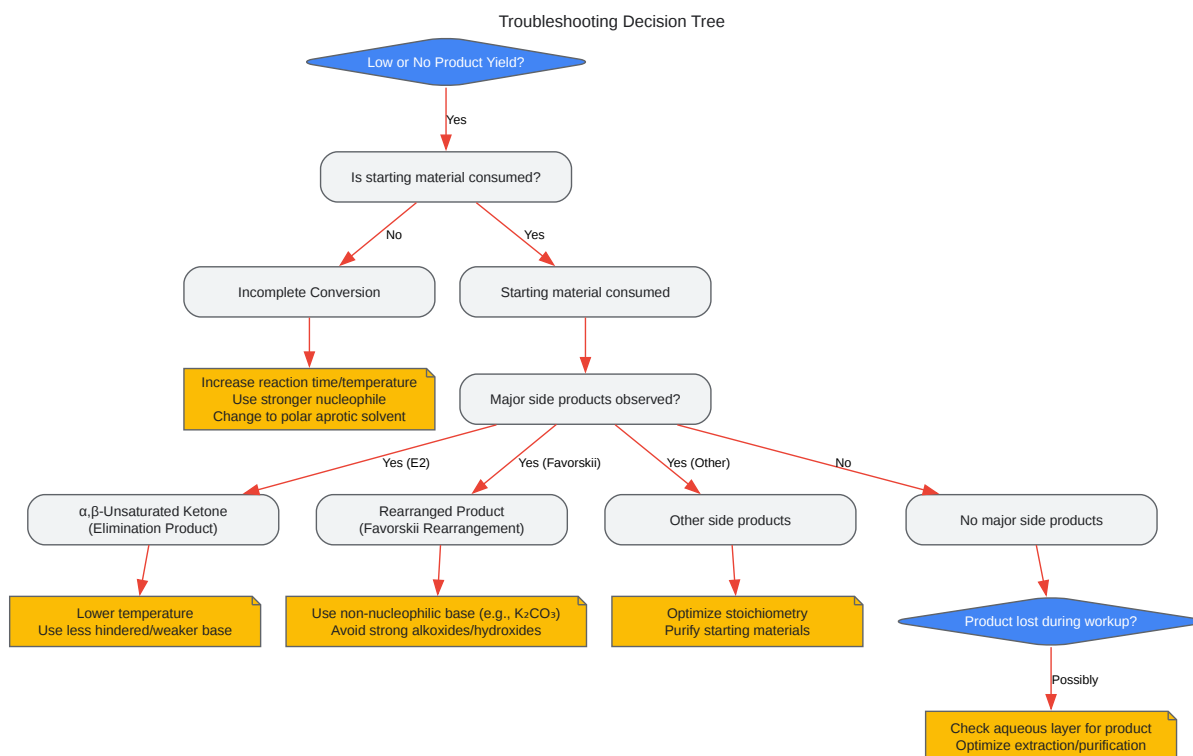 Troubleshooting Decision Tree
Low or No Product Yield?
Yes
Is starting material consumed?
No
Yes
Incomplete Conversion
Starting material consumed
Increase reaction time/temperature
Use stronger nucleophile
Change to polar aprotic solvent
Major side products observed?
Yes (E2)
Yes (Favorskii)
Yes (Other)
No
α,β-Unsaturated Ketone
(Elimination Product)
Rearranged Product
(Favorskii Rearrangement)
Other side products
No major side products
Lower temperature
Use less hindered/weaker base
Use non-nucleophilic base (e.g., K₂CO₃)
Avoid strong alkoxides/hydroxides
Optimize stoichiometry
Purify starting materials
Product lost during workup?
Possibly
Check aqueous layer for product
Optimize extraction/purification